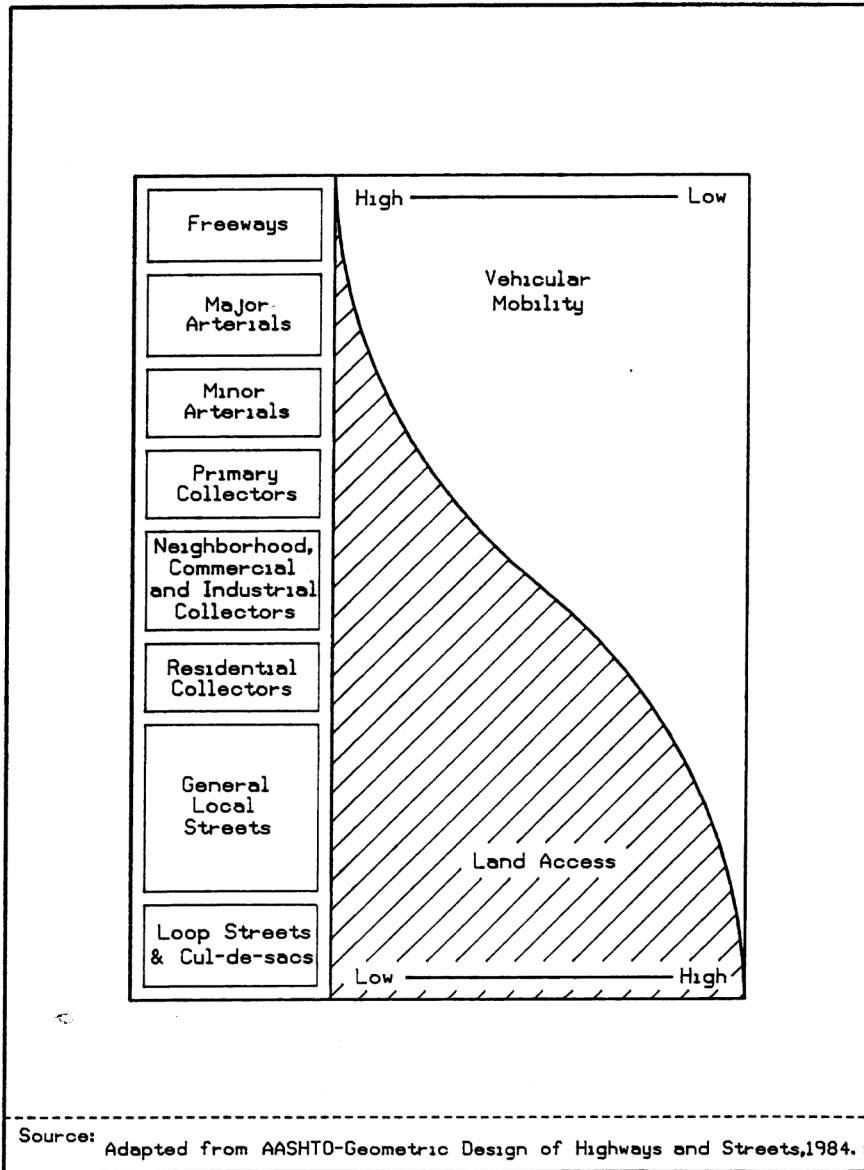 Freeways
Major
Arterials
Minor
Arterials
Primary
Collectors
Neighborhood,
Commercial
and Industrial
Collectors
Residential
Collectors
General
Local
Streets
Loop Streets
& Cul-de-sacs
High Low
Vehicular
Mobility
Land Access
Low High
Source: Adapted from AASHTO-Geometric Design of Highways and Streets,1984.